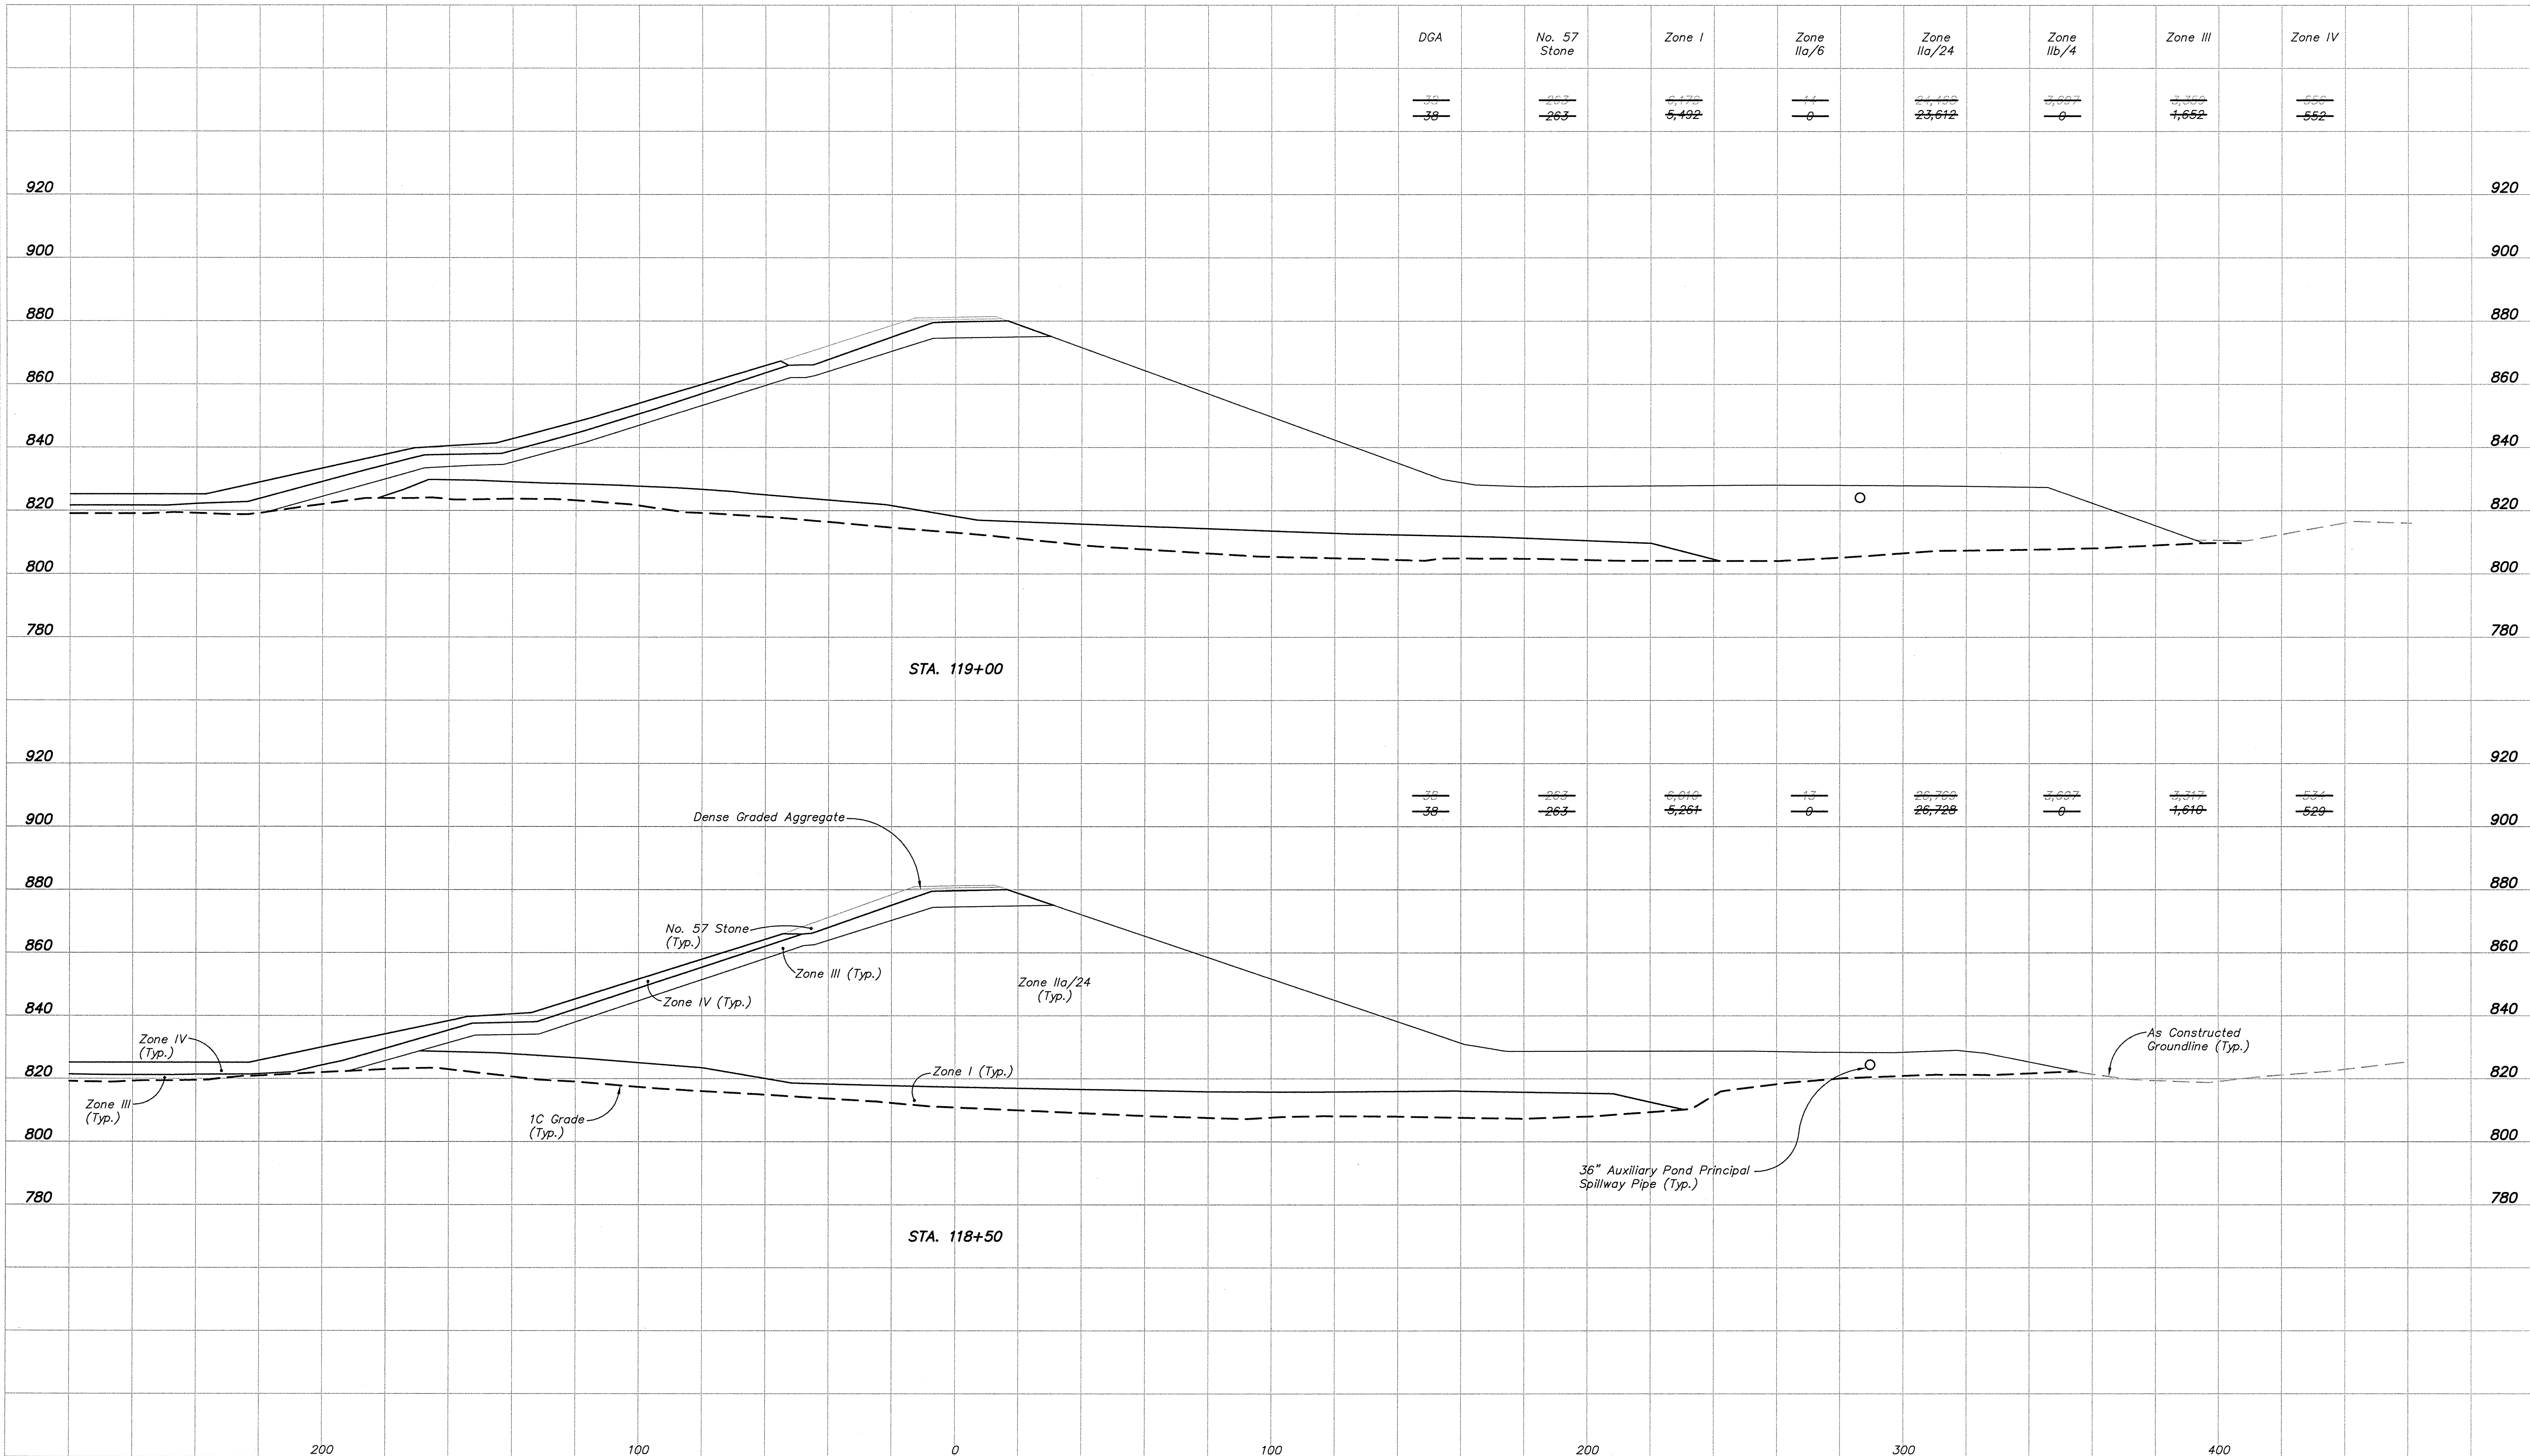 DGA No. 57 Zone I Zone Zone Zone Zone III Zone IV
Stone IIa/6 IIa/24 IIb/4
38 263 14
38 263 5,492 0 23,612 0 1,652 552
920 920
900 900
880 880
860 860
840 840
820 820
800 800
780 780
STA. 119+00
920 920
38 263 13
38 263 5,261 0 26,728 0 1,610 529
Dense Graded Aggregate
900 900
880 880
No. 57 Stone
(Typ.)
860 860
Zone III (Typ.)
Zone IIa/24
(Typ.)
Zone IV (Typ.)
840 840
Zone IV
(Typ.)
As Constructed
Groundline (Typ.)
820 820
Zone I (Typ.)
Zone III
(Typ.)
1C Grade
(Typ.)
800 800
36" Auxiliary Pond Principal
Spillway Pipe (Typ.)
780 780
STA. 118+50
200 100 0 100 200 300 400